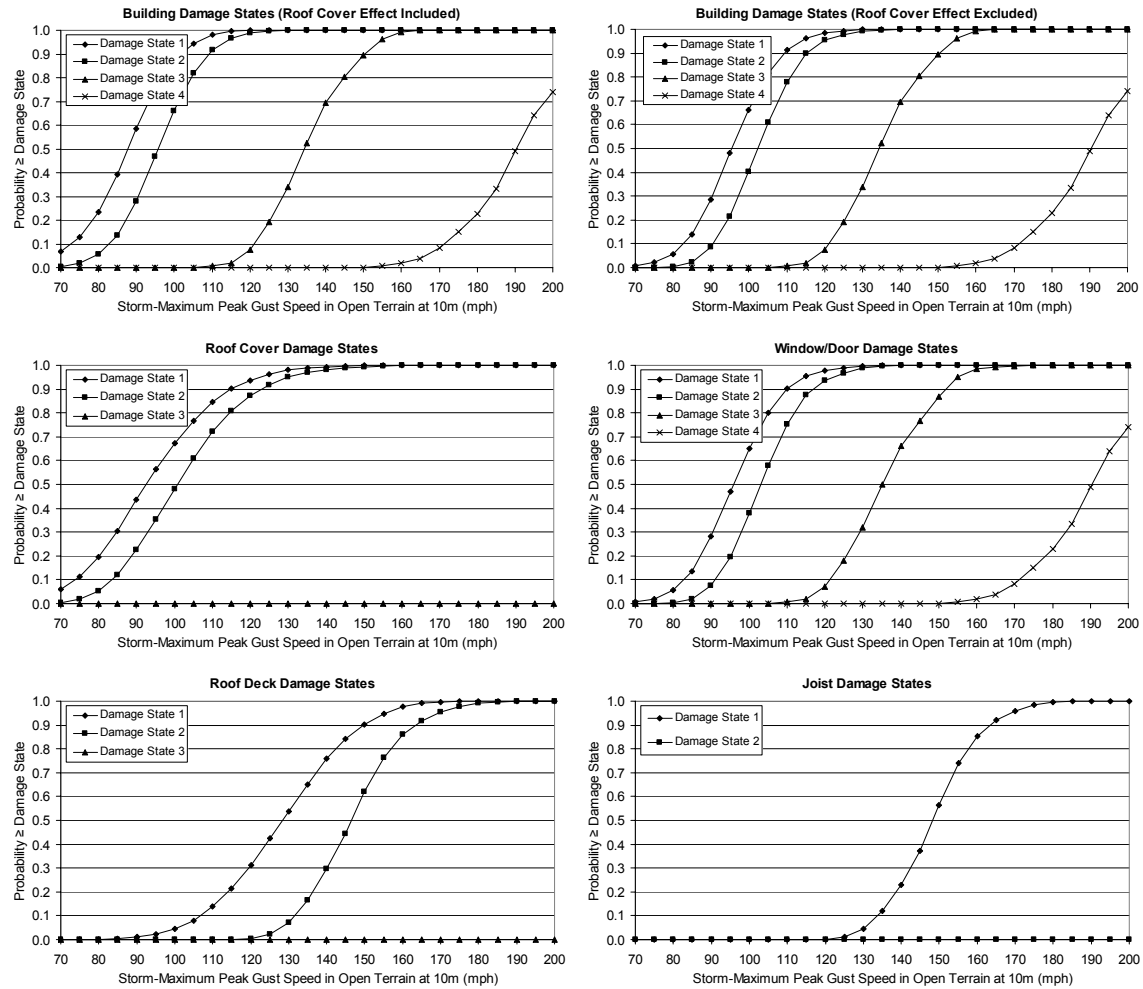 Building Damage States (Roof Cover Effect Included)
1.0
0.9
0.8
0.7
0.6
0.5
0.4
0.3
0.2
0.1
0.0
Probability ≥ Damage State
Damage State 1
Damage State 2
Damage State 3
Damage State 4
70 80 90 100 110 120 130 140 150 160 170 180 190 200
Storm-Maximum Peak Gust Speed in Open Terrain at 10m (mph)
Building Damage States (Roof Cover Effect Excluded)
1.0
0.9
0.8
0.7
0.6
0.5
0.4
0.3
0.2
0.1
0.0
Probability ≥ Damage State
Damage State 1
Damage State 2
Damage State 3
Damage State 4
70 80 90 100 110 120 130 140 150 160 170 180 190 200
Storm-Maximum Peak Gust Speed in Open Terrain at 10m (mph)
Roof Cover Damage States
1.0
0.9
0.8
0.7
0.6
0.5
0.4
0.3
0.2
0.1
0.0
Probability ≥ Damage State
Damage State 1
Damage State 2
Damage State 3
70 80 90 100 110 120 130 140 150 160 170 180 190 200
Storm-Maximum Peak Gust Speed in Open Terrain at 10m (mph)
Window/Door Damage States
1.0
0.9
0.8
0.7
0.6
0.5
0.4
0.3
0.2
0.1
0.0
Probability ≥ Damage State
Damage State 1
Damage State 2
Damage State 3
Damage State 4
70 80 90 100 110 120 130 140 150 160 170 180 190 200
Storm-Maximum Peak Gust Speed in Open Terrain at 10m (mph)
Roof Deck Damage States
1.0
0.9
0.8
0.7
0.6
0.5
0.4
0.3
0.2
0.1
0.0
Probability ≥ Damage State
Damage State 1
Damage State 2
Damage State 3
70 80 90 100 110 120 130 140 150 160 170 180 190 200
Storm-Maximum Peak Gust Speed in Open Terrain at 10m (mph)
Joist Damage States
1.0
0.9
0.8
0.7
0.6
0.5
0.4
0.3
0.2
0.1
0.0
Probability ≥ Damage State
Damage State 1
Damage State 2
70 80 90 100 110 120 130 140 150 160 170 180 190 200
Storm-Maximum Peak Gust Speed in Open Terrain at 10m (mph)